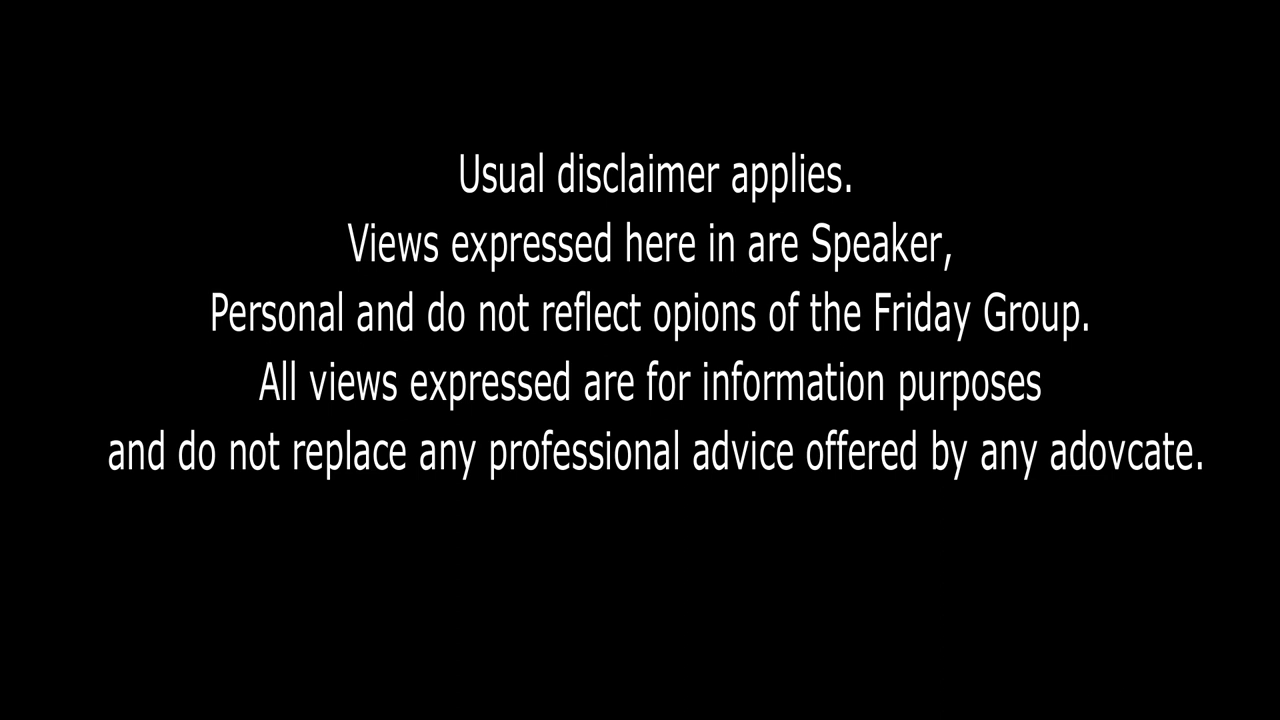 Usual disclaimer applies.
Views expressed here in are Speaker,
Personal and do not reflect opions of the Friday Group.
All views expressed are for information purposes
and do not replace any professional advice offered by any adovcate.